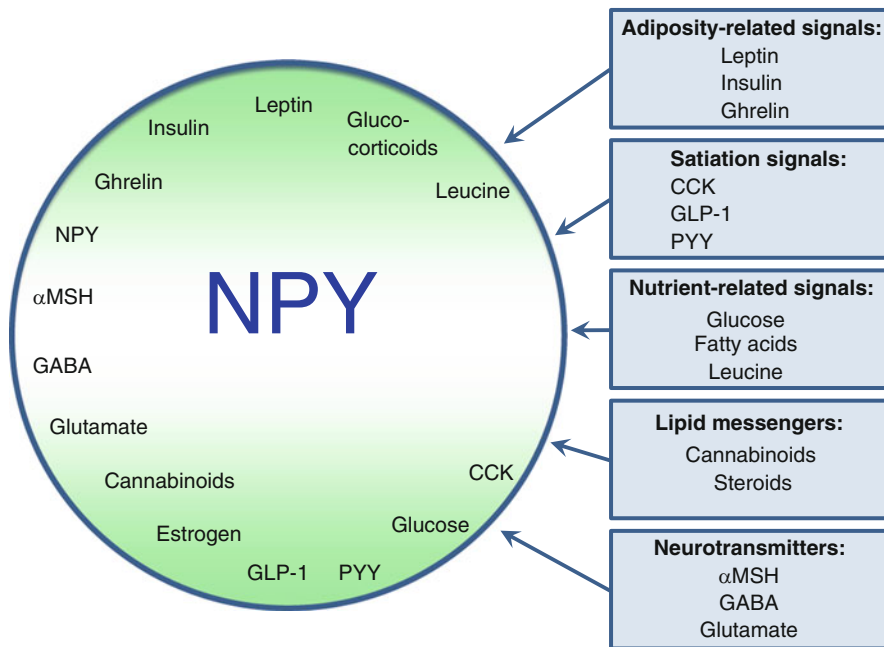 Leptin
Insulin
Gluco-
corticoids
Ghrelin
Leucine
NPY
NPY
αMSH
GABA
Glutamate
Cannabinoids
CCK
Estrogen
Glucose
GLP-1
PYY
Adiposity-related signals:
Leptin
Insulin
Ghrelin
Satiation signals:
CCK
GLP-1
PYY
Nutrient-related signals:
Glucose
Fatty acids
Leucine
Lipid messengers:
Cannabinoids
Steroids
Neurotransmitters:
αMSH
GABA
Glutamate